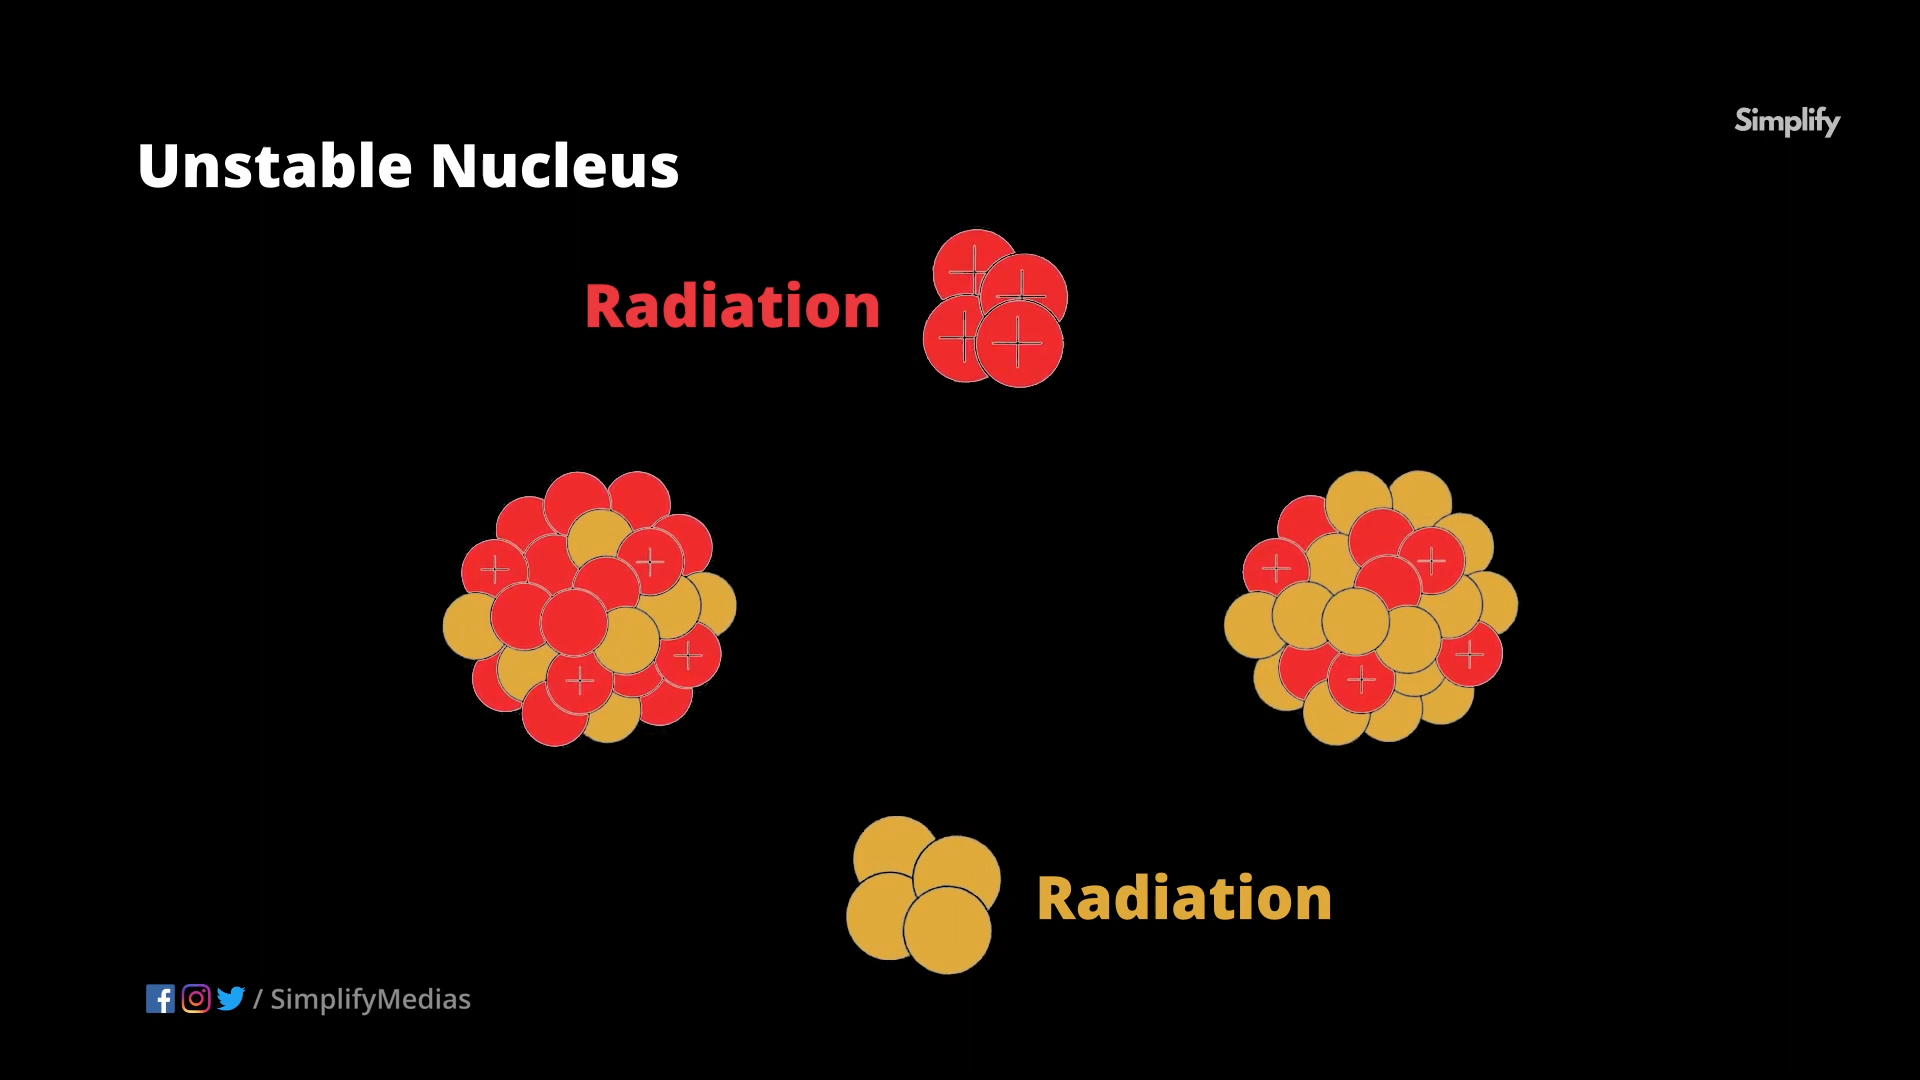 Simplify
Unstable Nucleus
Radiation
Radiation
/ SimplifyMedias